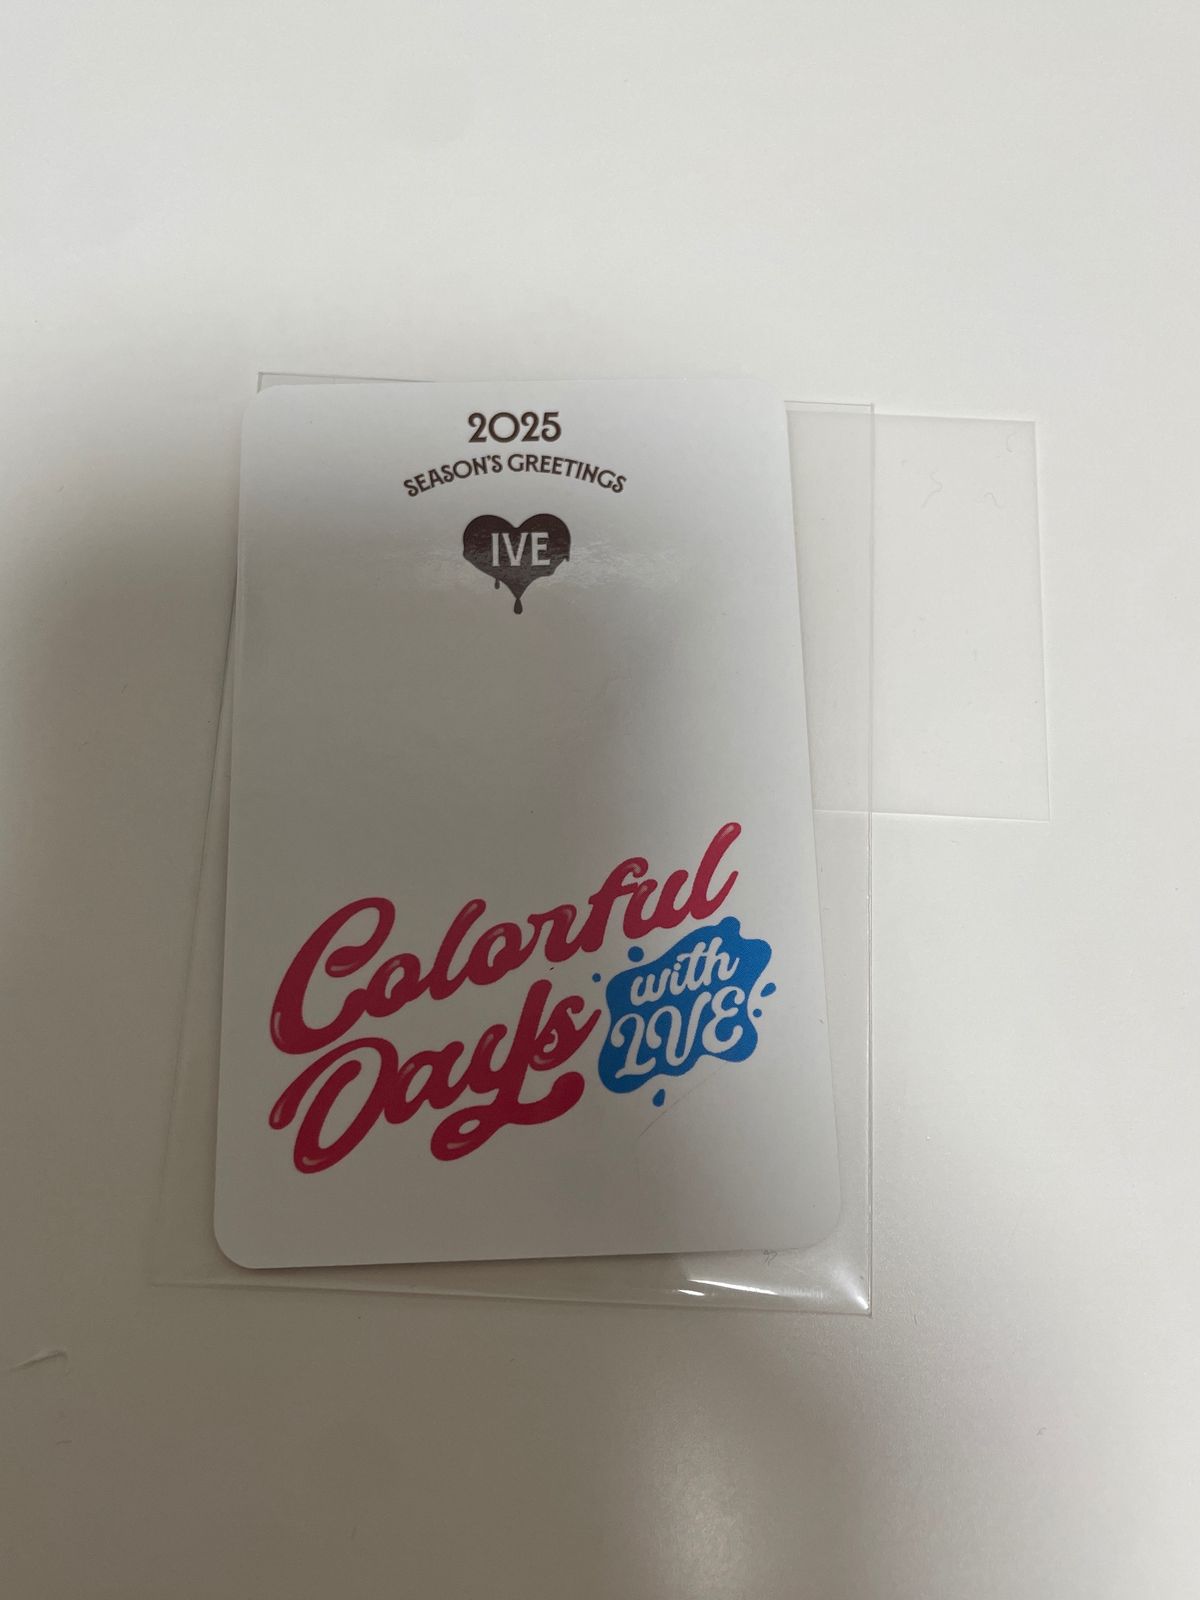 2025
SEASON'S GREETINGS
IVE
Colorful
Days
with
IVE